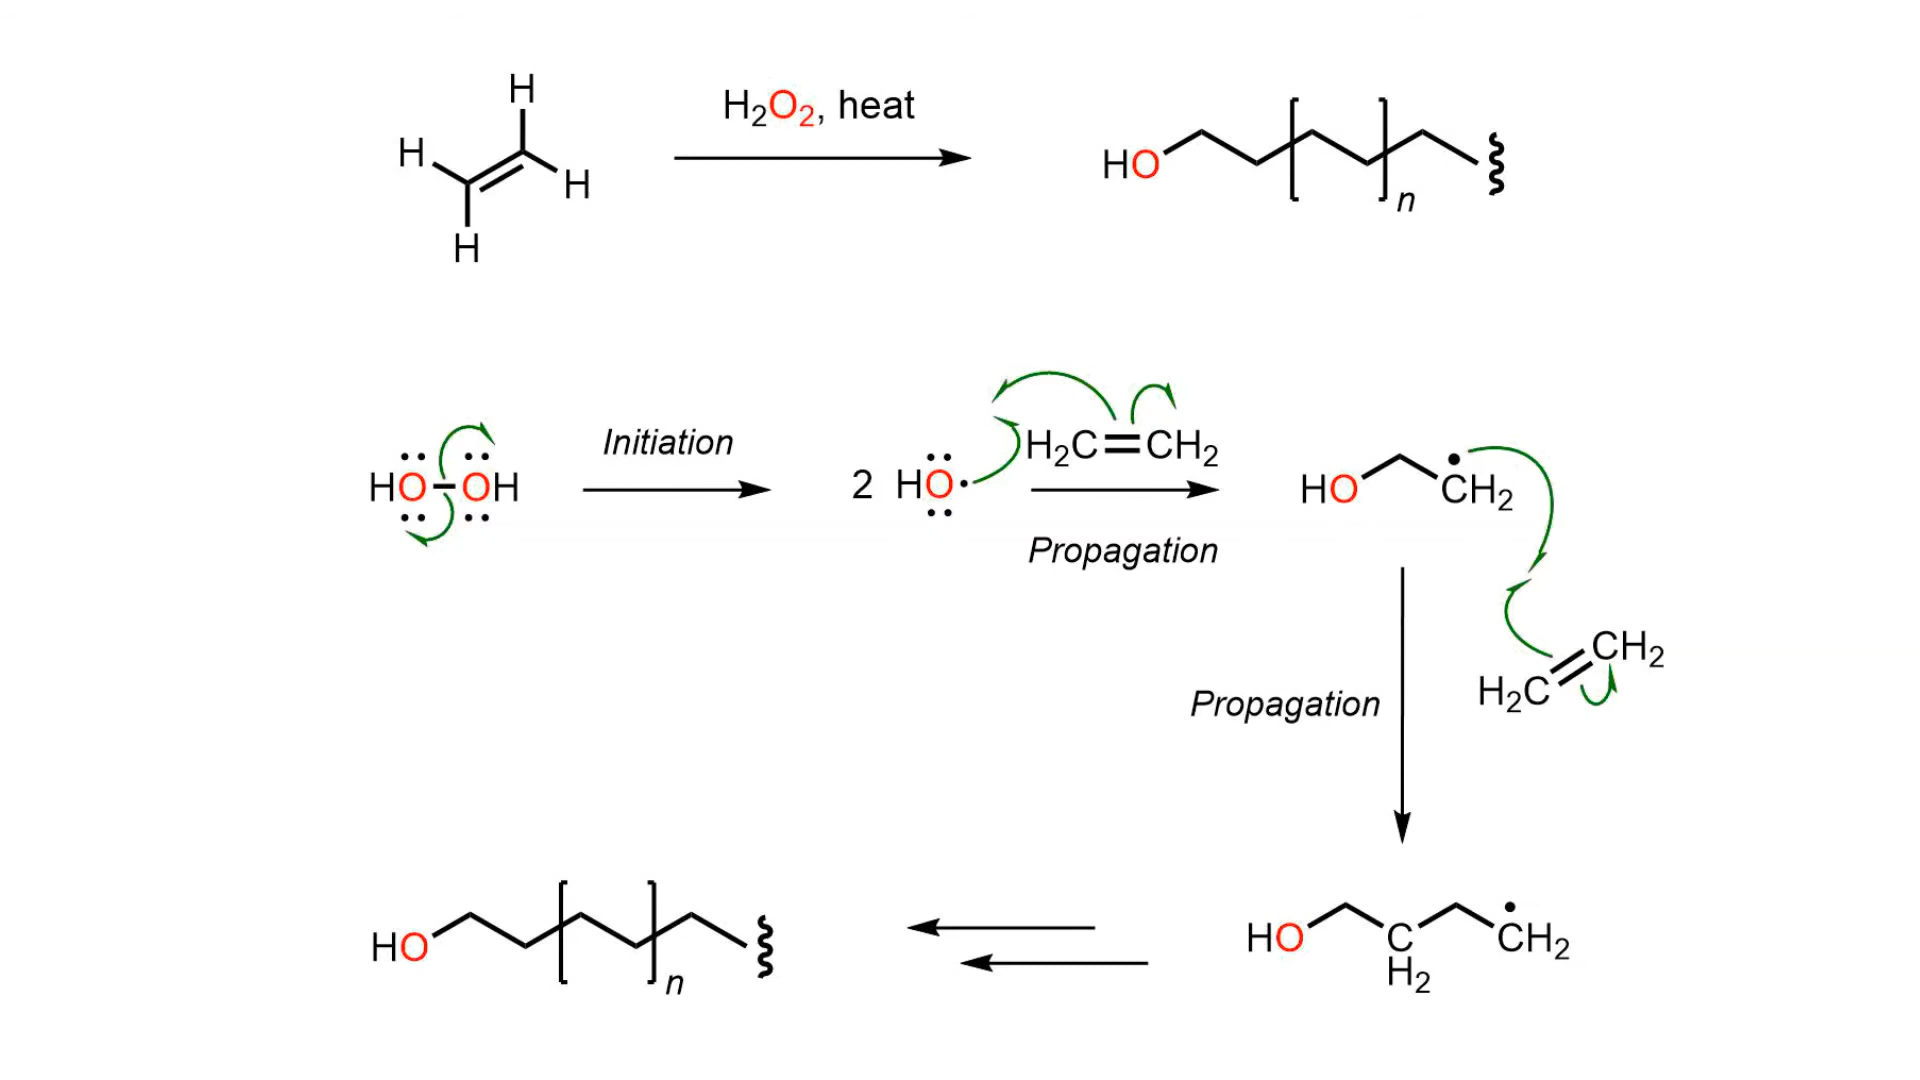 H
H
H
H
H₂O₂, heat
HO
n
HO–OH
Initiation
2 HO·
H₂C=CH₂
Propagation
HO
CH₂
H₂C
CH₂
Propagation
HO
n
HO
C
H₂
CH₂